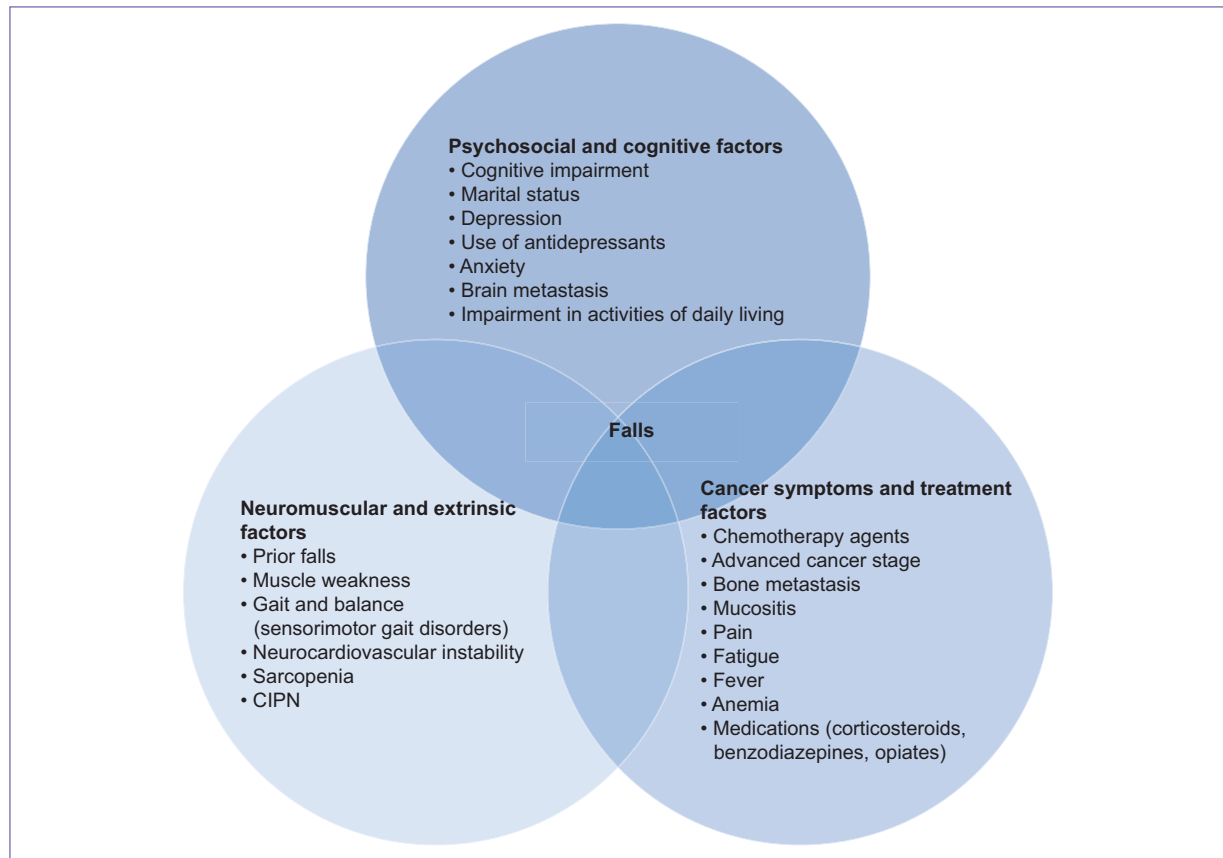 Psychosocial and cognitive factors
• Cognitive impairment
• Marital status
• Depression
• Use of antidepressants
• Anxiety
• Brain metastasis
• Impairment in activities of daily living
Falls
Neuromuscular and extrinsic
factors
• Prior falls
• Muscle weakness
• Gait and balance
(sensorimotor gait disorders)
• Neurocardiovascular instability
• Sarcopenia
• CIPN
Cancer symptoms and treatment
factors
• Chemotherapy agents
• Advanced cancer stage
• Bone metastasis
• Mucositis
• Pain
• Fatigue
• Fever
• Anemia
• Medications (corticosteroids,
benzodiazepines, opiates)